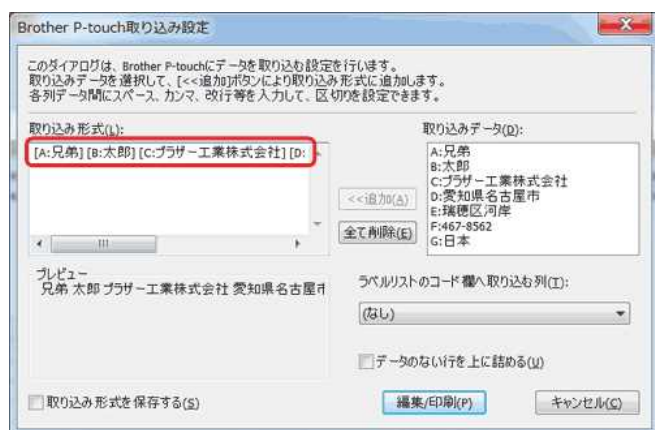 Brother P-touch取り込み設定
このダイアログは、Brother P-touchにデータを取り込む設定を行います。
取り込みデータを選択して、[<<追加]ボタンにより取り込み形式に追加します。
各列データ間にスペース、カンマ、改行等を入力して、区切りを設定できます。
取り込み形式(L):
[A:兄弟] [B:太郎] [C:ブラザー工業株式会社] [D:
取り込みデータ(D):
A:兄弟
B:太郎
C:ブラザー工業株式会社
D:愛知県名古屋市
E:瑞穂区河岸
F:467-8562
G:日本
<<追加(A)
全て削除(E)
プレビュー
兄弟 太郎 ブラザー工業株式会社 愛知県名古屋市
ラベルリストのコード欄へ取り込む列(T):
(なし)
データのない行を上に詰める(U)
取り込み形式を保存する(S)
編集/印刷(P)
キャンセル(C)